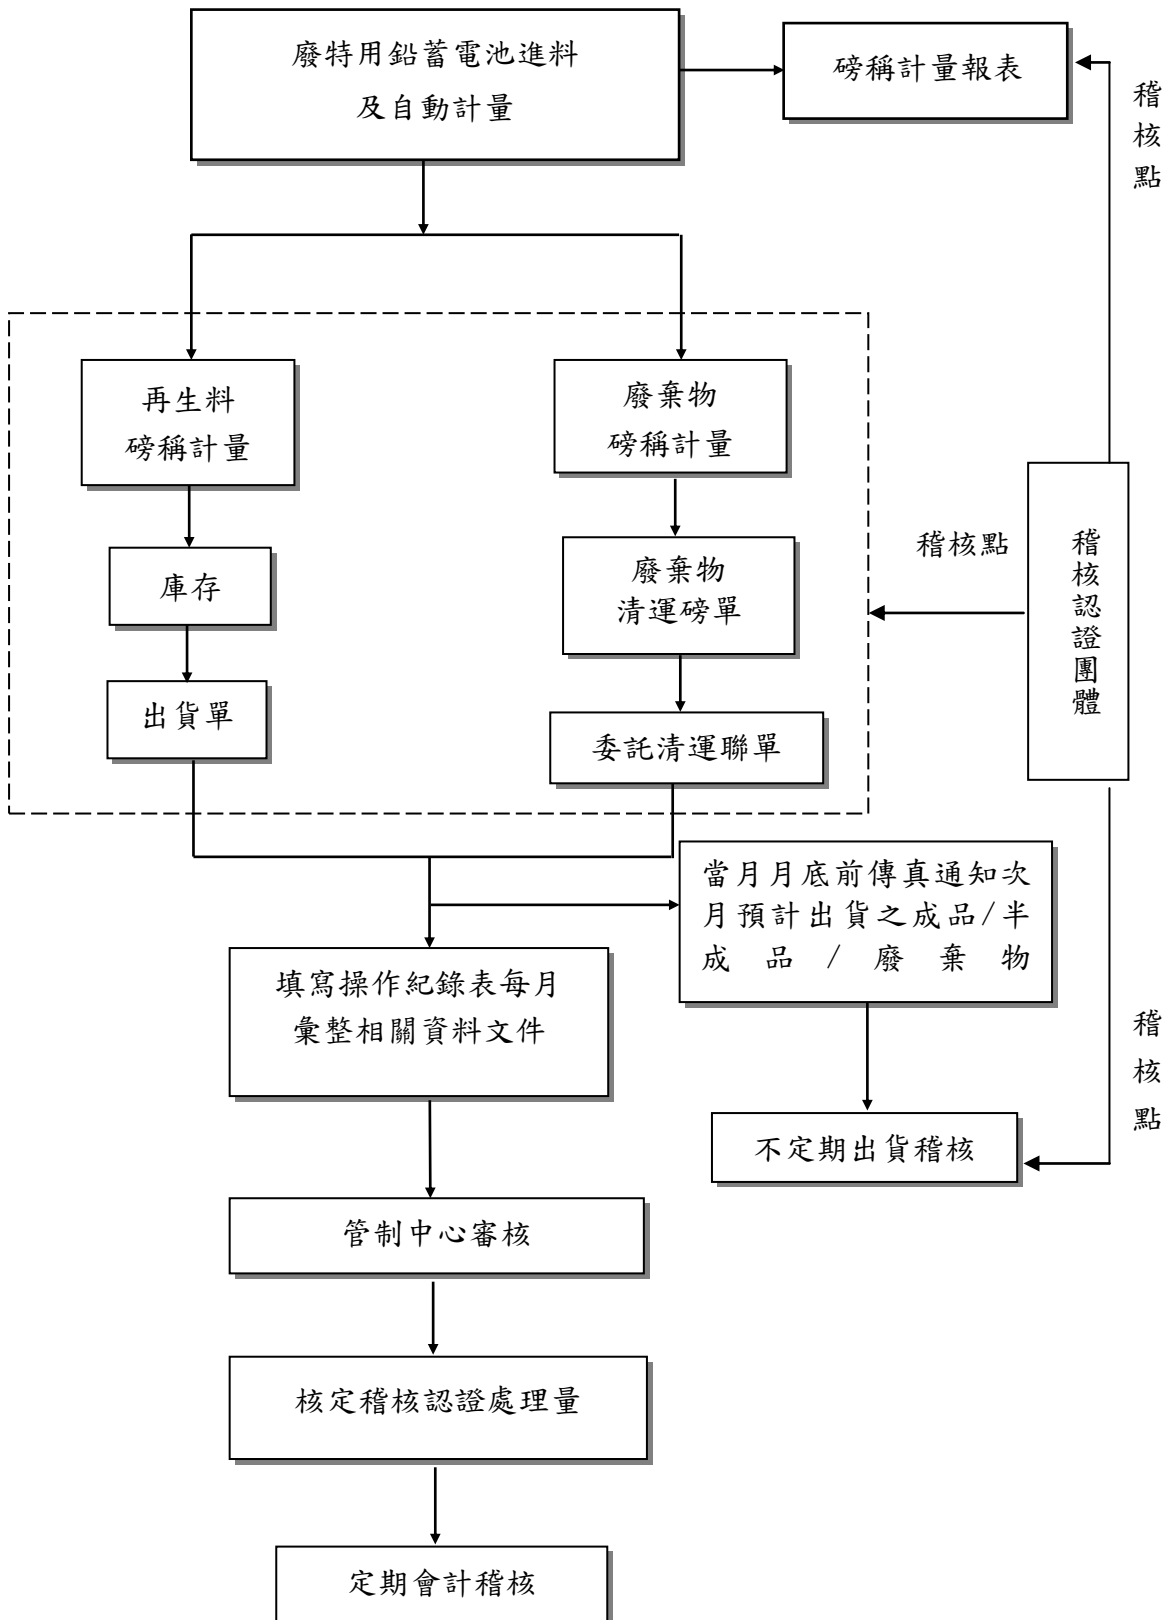 廢特用鉛蓄電池進料
及自動計量
磅稱計量報表
稽核點
再生料
磅稱計量
廢棄物
磅稱計量
庫存
廢棄物
清運磅單
出貨單
委託清運聯單
稽核點
稽核認證團體
當月月底前傳真通知次
月預計出貨之成品/半
成品/廢棄物
填寫操作紀錄表每月
彙整相關資料文件
稽核點
不定期出貨稽核
管制中心審核
核定稽核認證處理量
定期會計稽核